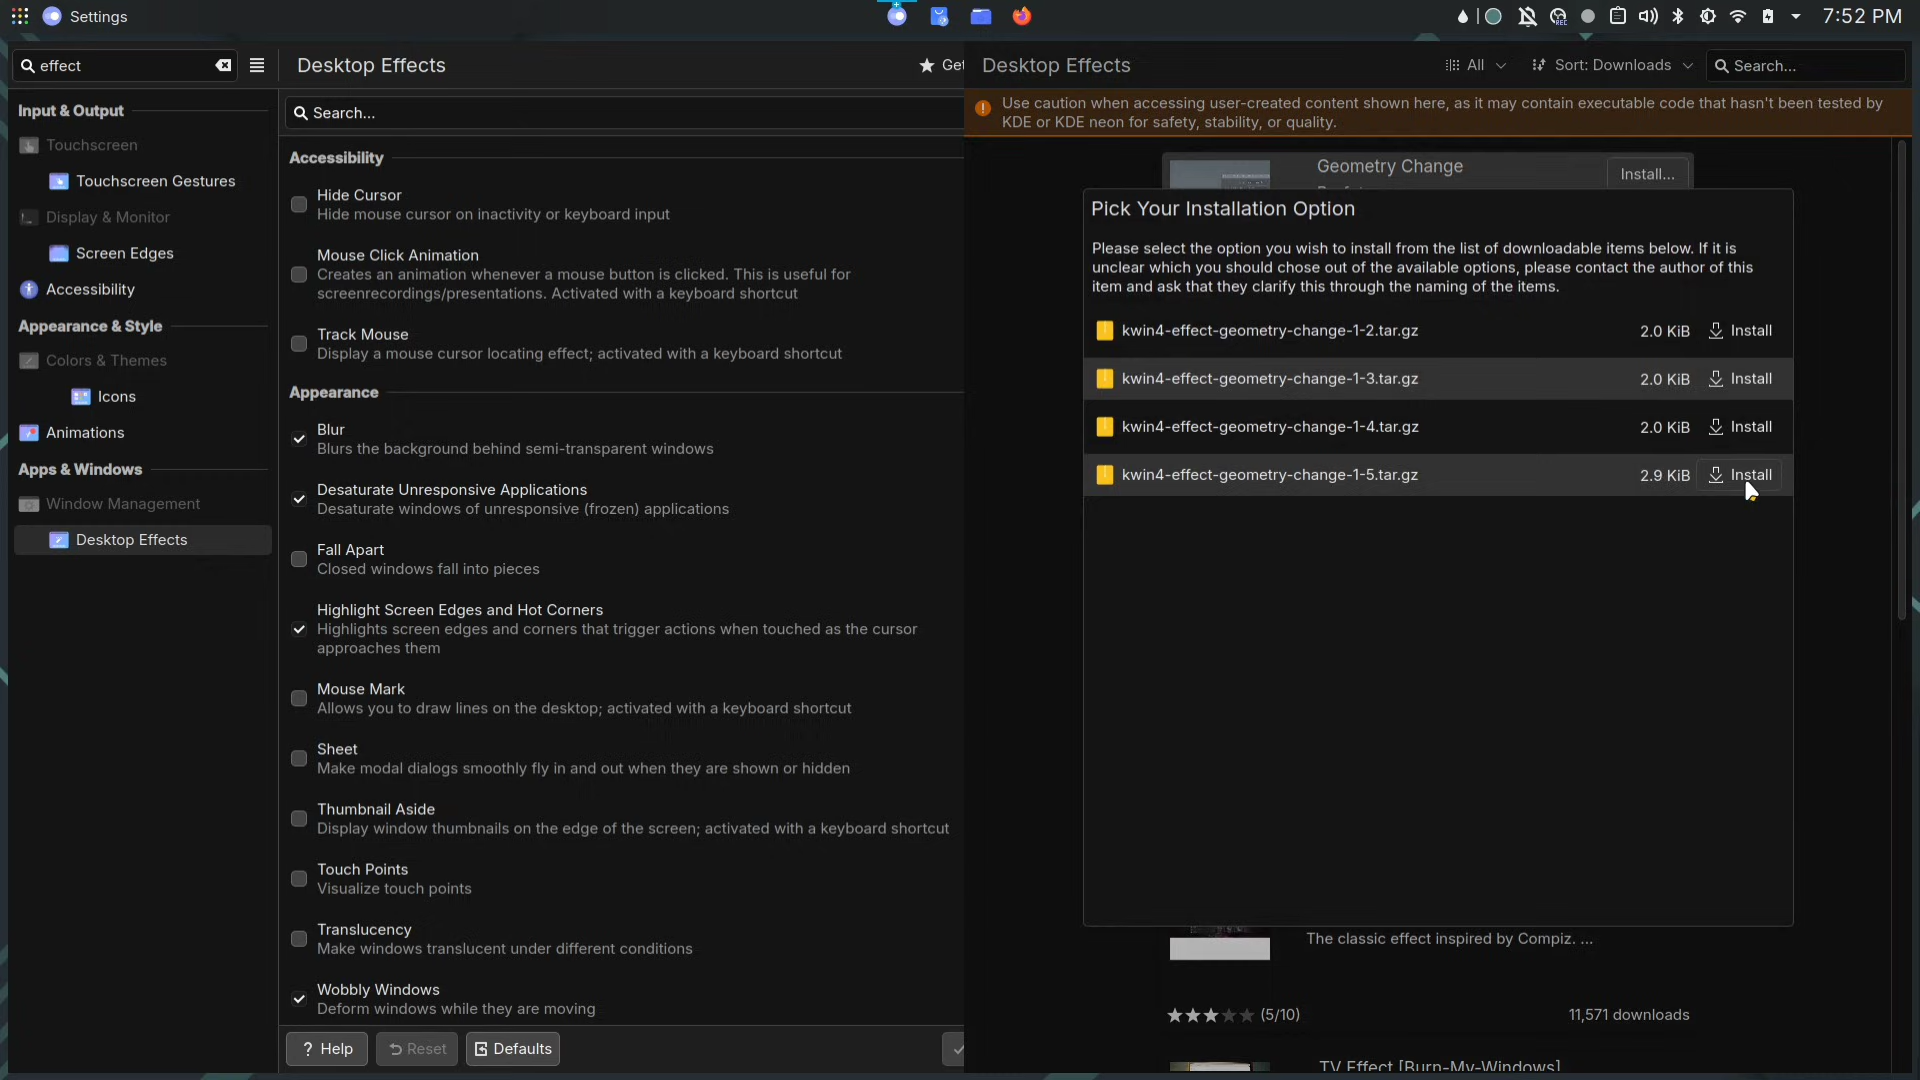 Settings
7:52 PM
effect
Desktop Effects
Get
Desktop Effects
All
Sort: Downloads
Search...
Use caution when accessing user-created content shown here, as it may contain executable code that hasn't been tested by
KDE or KDE neon for safety, stability, or quality.
Input & Output
Touchscreen
Touchscreen Gestures
Display & Monitor
Screen Edges
Accessibility
Appearance & Style
Colors & Themes
Icons
Animations
Apps & Windows
Window Management
Desktop Effects
Search...
Accessibility
Hide Cursor
Hide mouse cursor on inactivity or keyboard input
Mouse Click Animation
Creates an animation whenever a mouse button is clicked. This is useful for
screenrecordings/presentations. Activated with a keyboard shortcut
Track Mouse
Display a mouse cursor locating effect; activated with a keyboard shortcut
Appearance
Blur
Blurs the background behind semi-transparent windows
Desaturate Unresponsive Applications
Desaturate windows of unresponsive (frozen) applications
Fall Apart
Closed windows fall into pieces
Highlight Screen Edges and Hot Corners
Highlights screen edges and corners that trigger actions when touched as the cursor
approaches them
Mouse Mark
Allows you to draw lines on the desktop; activated with a keyboard shortcut
Sheet
Make modal dialogs smoothly fly in and out when they are shown or hidden
Thumbnail Aside
Display window thumbnails on the edge of the screen; activated with a keyboard shortcut
Touch Points
Visualize touch points
Translucency
Make windows translucent under different conditions
Wobbly Windows
Deform windows while they are moving
? Help
Reset
Defaults
Geometry Change
Install...
Pick Your Installation Option
Please select the option you wish to install from the list of downloadable items below. If it is
unclear which you should chose out of the available options, please contact the author of this
item and ask that they clarify this through the naming of the items.
kwin4-effect-geometry-change-1-2.tar.gz 2.0 KiB Install
kwin4-effect-geometry-change-1-3.tar.gz 2.0 KiB Install
kwin4-effect-geometry-change-1-4.tar.gz 2.0 KiB Install
kwin4-effect-geometry-change-1-5.tar.gz 2.9 KiB Install
The classic effect inspired by Compiz. ...
(5/10)
11,571 downloads
TV Effect [Burn-My-Windows]